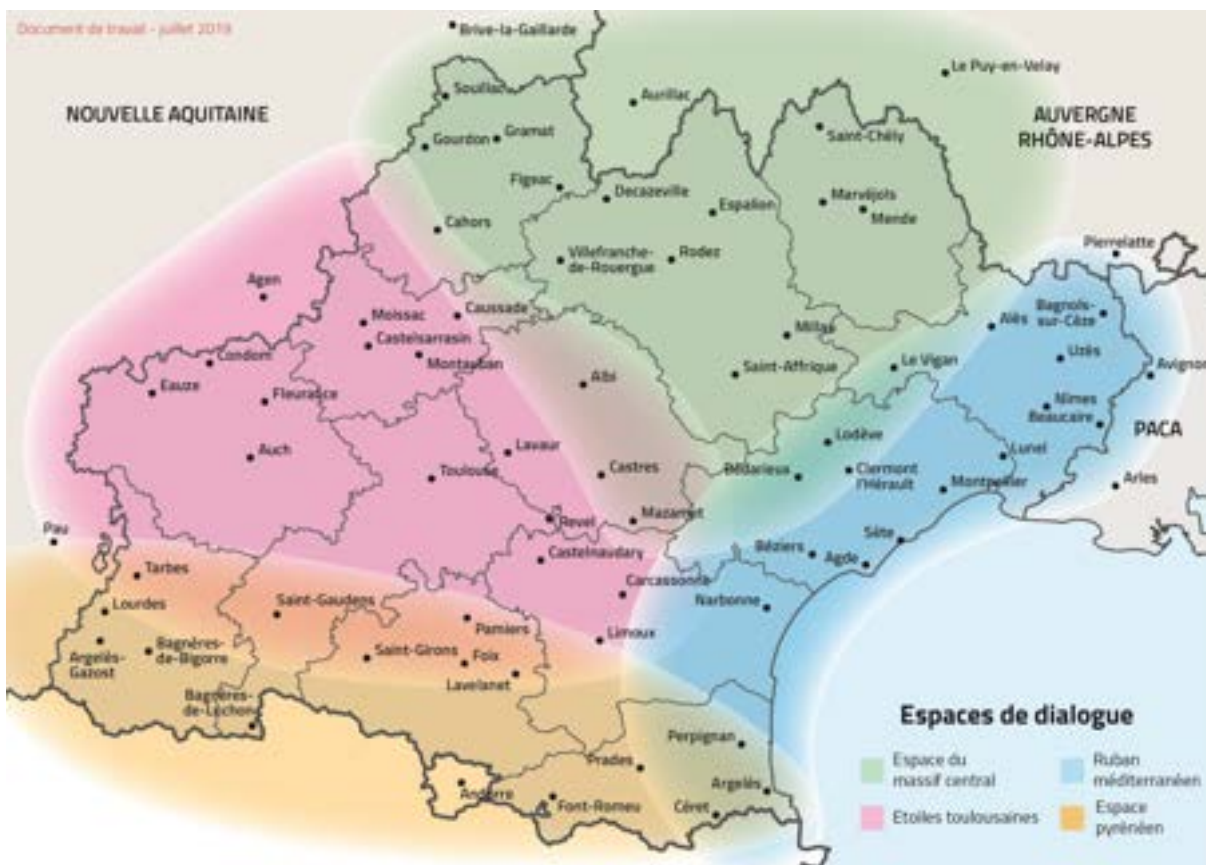 Document de travail - juillet 2019
Brive-la-Gaillarde
Le Puy-en-Velay
Souillac
Aurillac
NOUVELLE AQUITAINE
AUVERGNE
RHÔNE-ALPES
Gourdon
Gramat
Saint-Chély
Figeac
Decazeville
Espalion
Marvéjols
Mende
Cahors
Villefranche-
de-Rouergue
Rodez
Pierrelatte
Agen
Moissac
Caussade
Castelsarrasin
Montauban
Millau
Alès
Bagnols-
sur-Cèze
Condom
Eauze
Fleurance
Albi
Saint-Affrique
Le Vigan
Uzès
Avignon
Nîmes
Beaucaire
PACA
Auch
Toulouse
Lavaur
Castres
Bédarieux
Lodève
Clermont
l'Hérault
Lunel
Montpellier
Arles
Pau
Revel
Mazamet
Castelnaudary
Béziers
Agde
Sète
Tarbes
Lourdes
Saint-Gaudens
Pamiers
Carcassonne
Narbonne
Limoux
Argelès-
Gazost
Bagnères-
de-Bigorre
Saint-Girons
Foix
Lavelanet
Bagnères-
de-Luchon
Andorre
Prades
Font-Romeu
Perpignan
Argelès
Céret
Espaces de dialogue
Espace du
massif central
Ruban
méditerranéen
Etoiles toulousaines
Espace
pyrénéen